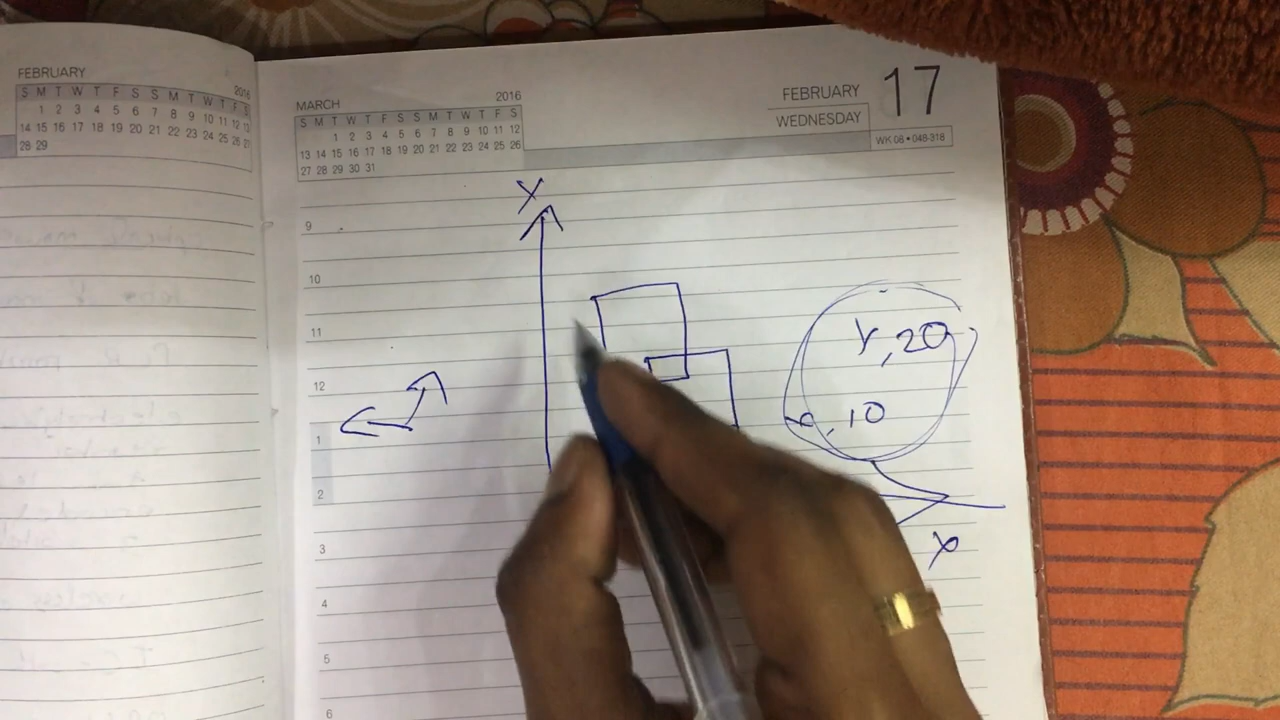 FEBRUARY
2016
S M T W T F S S M T W T F S
1 2 3 4 5 6 7 8 9 10 11 12 13
14 15 16 17 18 19 20 21 22 23 24 25 26 27
28 29
MARCH 2016
S M T W T F S S M T W T F S
1 2 3 4 5 6 7 8 9 10 11 12
13 14 15 16 17 18 19 20 21 22 23 24 25 26
27 28 29 30 31
FEBRUARY 17
WEDNESDAY
WK 08 • 048-318
Y
9
10
11
12
1
2
3
4
5
6
Y, 20
x, 10
X